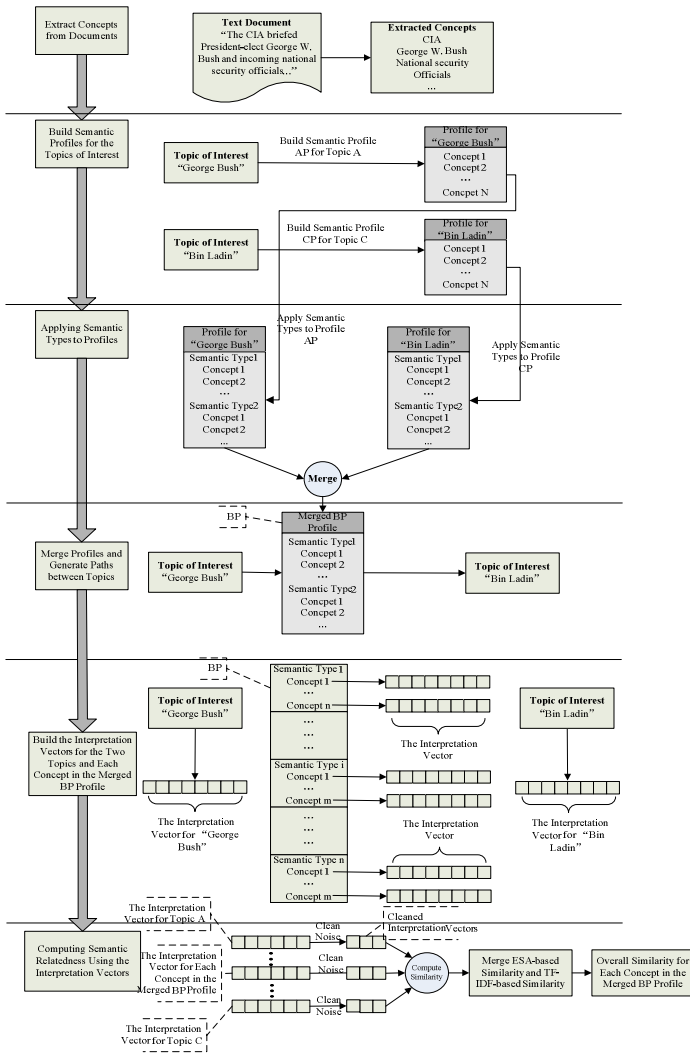 Extract Concepts
from Documents
Text Document
“The CIA briefed
President-elect George W.
Bush and incoming national
security officials...”
Extracted Concepts
CIA
George W. Bush
National security
Officials
...
Build Semantic
Profiles for the
Topics of Interest
Topic of Interest
“George Bush”
Build Semantic Profile
AP for Topic A
Profile for
“George Bush”
Concept 1
Concept 2
...
Concpet N
Topic of Interest
“Bin Ladin”
Build Semantic Profile
CP for Topic C
Profile for
“Bin Ladin”
Concept 1
Concept 2
...
Concpet N
Applying Semantic
Types to Profiles
Profile for
“George Bush”
Semantic Type1
Concept 1
Concept 2
...
Semantic Type2
Concpet 1
Concpet 2
...
Apply Semantic
Types to Profile
AP
Profile for
“Bin Ladin”
Semantic Type1
Concept 1
Concept 2
...
Semantic Type2
Concpet 1
Concpet 2
...
Apply Semantic
Types to Profile
CP
Merge
Merge Profiles and
Generate Paths
between Topics
BP
Topic of Interest
“George Bush”
Merged BP
Profile
Semantic Type1
Concept 1
Concept 2
...
Semantic Type2
Concpet 1
Concpet 2
...
Topic of Interest
“Bin Ladin”
Build the Interpretation
Vectors for the Two
Topics and Each
Concept in the Merged
BP Profile
BP
Topic of Interest
“George Bush”
The Interpretation
Vector for “George
Bush”
Semantic Type 1
Concept 1
...
Concept n
...
...
...
Semantic Type i
Concept 1
...
Concept m
...
...
...
Semantic Type n
Concept 1
...
Concept m
The Interpretation
Vector
The Interpretation
Vector
Topic of Interest
“Bin Ladin”
The Interpretation
Vector for “Bin
Ladin”
Computing Semantic
Relatedness Using the
Interpretation Vectors
The Interpretation
Vector for Topic A
The Interpretation
Vector for Each
Concept in the
Merged BP Profile
The Interpretation
Vector for Topic C
Clean
Noise
Clean
Noise
Clean
Noise
Cleaned
Interpretation Vectors
Compute
Similarity
Merge ESA-based
Similarity and TF-
IDF-based Similarity
Overall Similarity for
Each Concept in the
Merged BP Profile